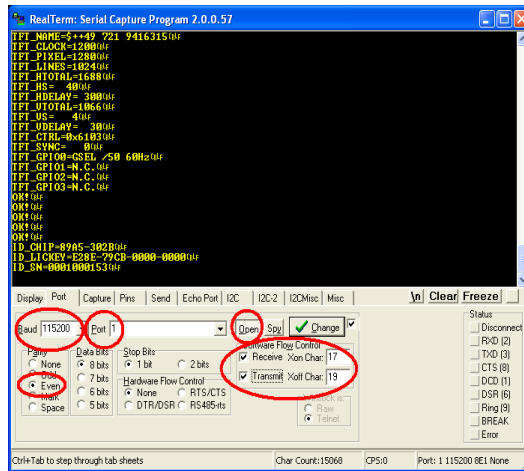 RealTerm: Serial Capture Program 2.0.0.57
TFT_NAME=$++49 721 9416315
TFT_CLOCK=1200
TFT_PIXEL=1280
TFT_LINES=1024
TFT_HTOTAL=1688
TFT_HS= 40
TFT_HDELAY= 300
TFT_VTOTAL=1066
TFT_VS= 4
TFT_VDELAY= 30
TFT_CTRL=0x6103
TFT_SYNC= 0
TFT_GPIO0=GSEL /50 60Hz
TFT_GPIO1=N.C.
TFT_GPIO2=N.C.
TFT_GPIO3=N.C.
OK!
OK!
OK!
OK!
OK!
ID_CHIP=89A5-302B
ID_LICKEY=E28E-79CB-0000-0000
ID_SN=0001000153
Display Port Capture Pins Send Echo Port I2C I2C-2 I2CMisc Misc \n Clear Freeze
Baud 115200 Port 1 Open Spy Change
Parity
None
Odd
Even
Mark
Space
Data Bits
8 bits
7 bits
6 bits
5 bits
Stop Bits
1 bit 2 bits
Hardware Flow Control
None RTS/CTS
DTR/DSR RS485-rts
Software Flow Control
Receive Xon Char: 17
Transmit Xoff Char: 19
Raw
Telnet
Status
Disconnect
RXD (2)
TXD (3)
CTS (8)
DCD (1)
DSR (6)
Ring (9)
BREAK
Error
Ctrl+Tab to step through tab sheets Char Count:15068 CPS:0 Port: 1 115200 8E1 None